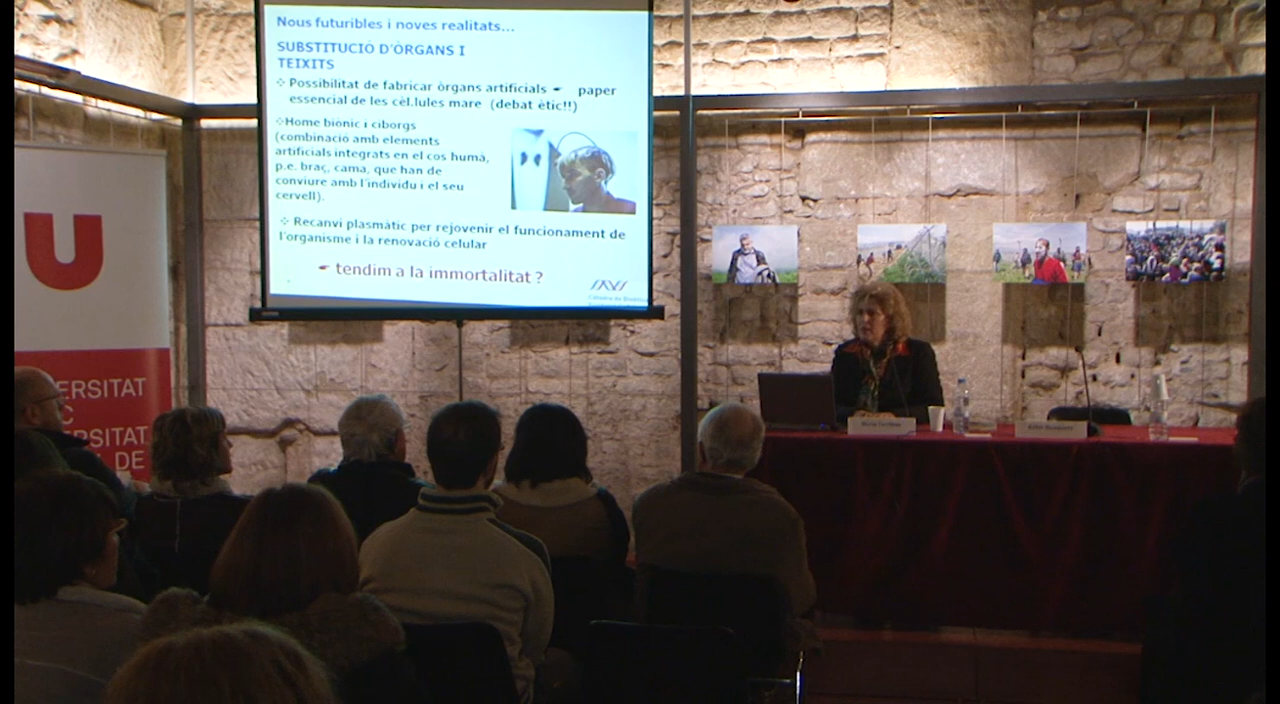 Nous futuribles i noves realitats...
SUBSTITUCIÓ D'ÒRGANS I
TEIXITS
Possibilitat de fabricar òrgans artificials ☛ paper
essencial de les cèl.lules mare (debat ètic!!)
Home biònic i ciborgs
(combinació amb elements
artificials integrats en el cos humà,
p.e. braç, cama, que han de
conviure amb l'individu i el seu
cervell).
Recanvi plasmàtic per rejovenir el funcionament de
l'organisme i la renovació celular
☛ tendim a la immortalitat ?
U
ERSITAT
C
RSITAT
DE